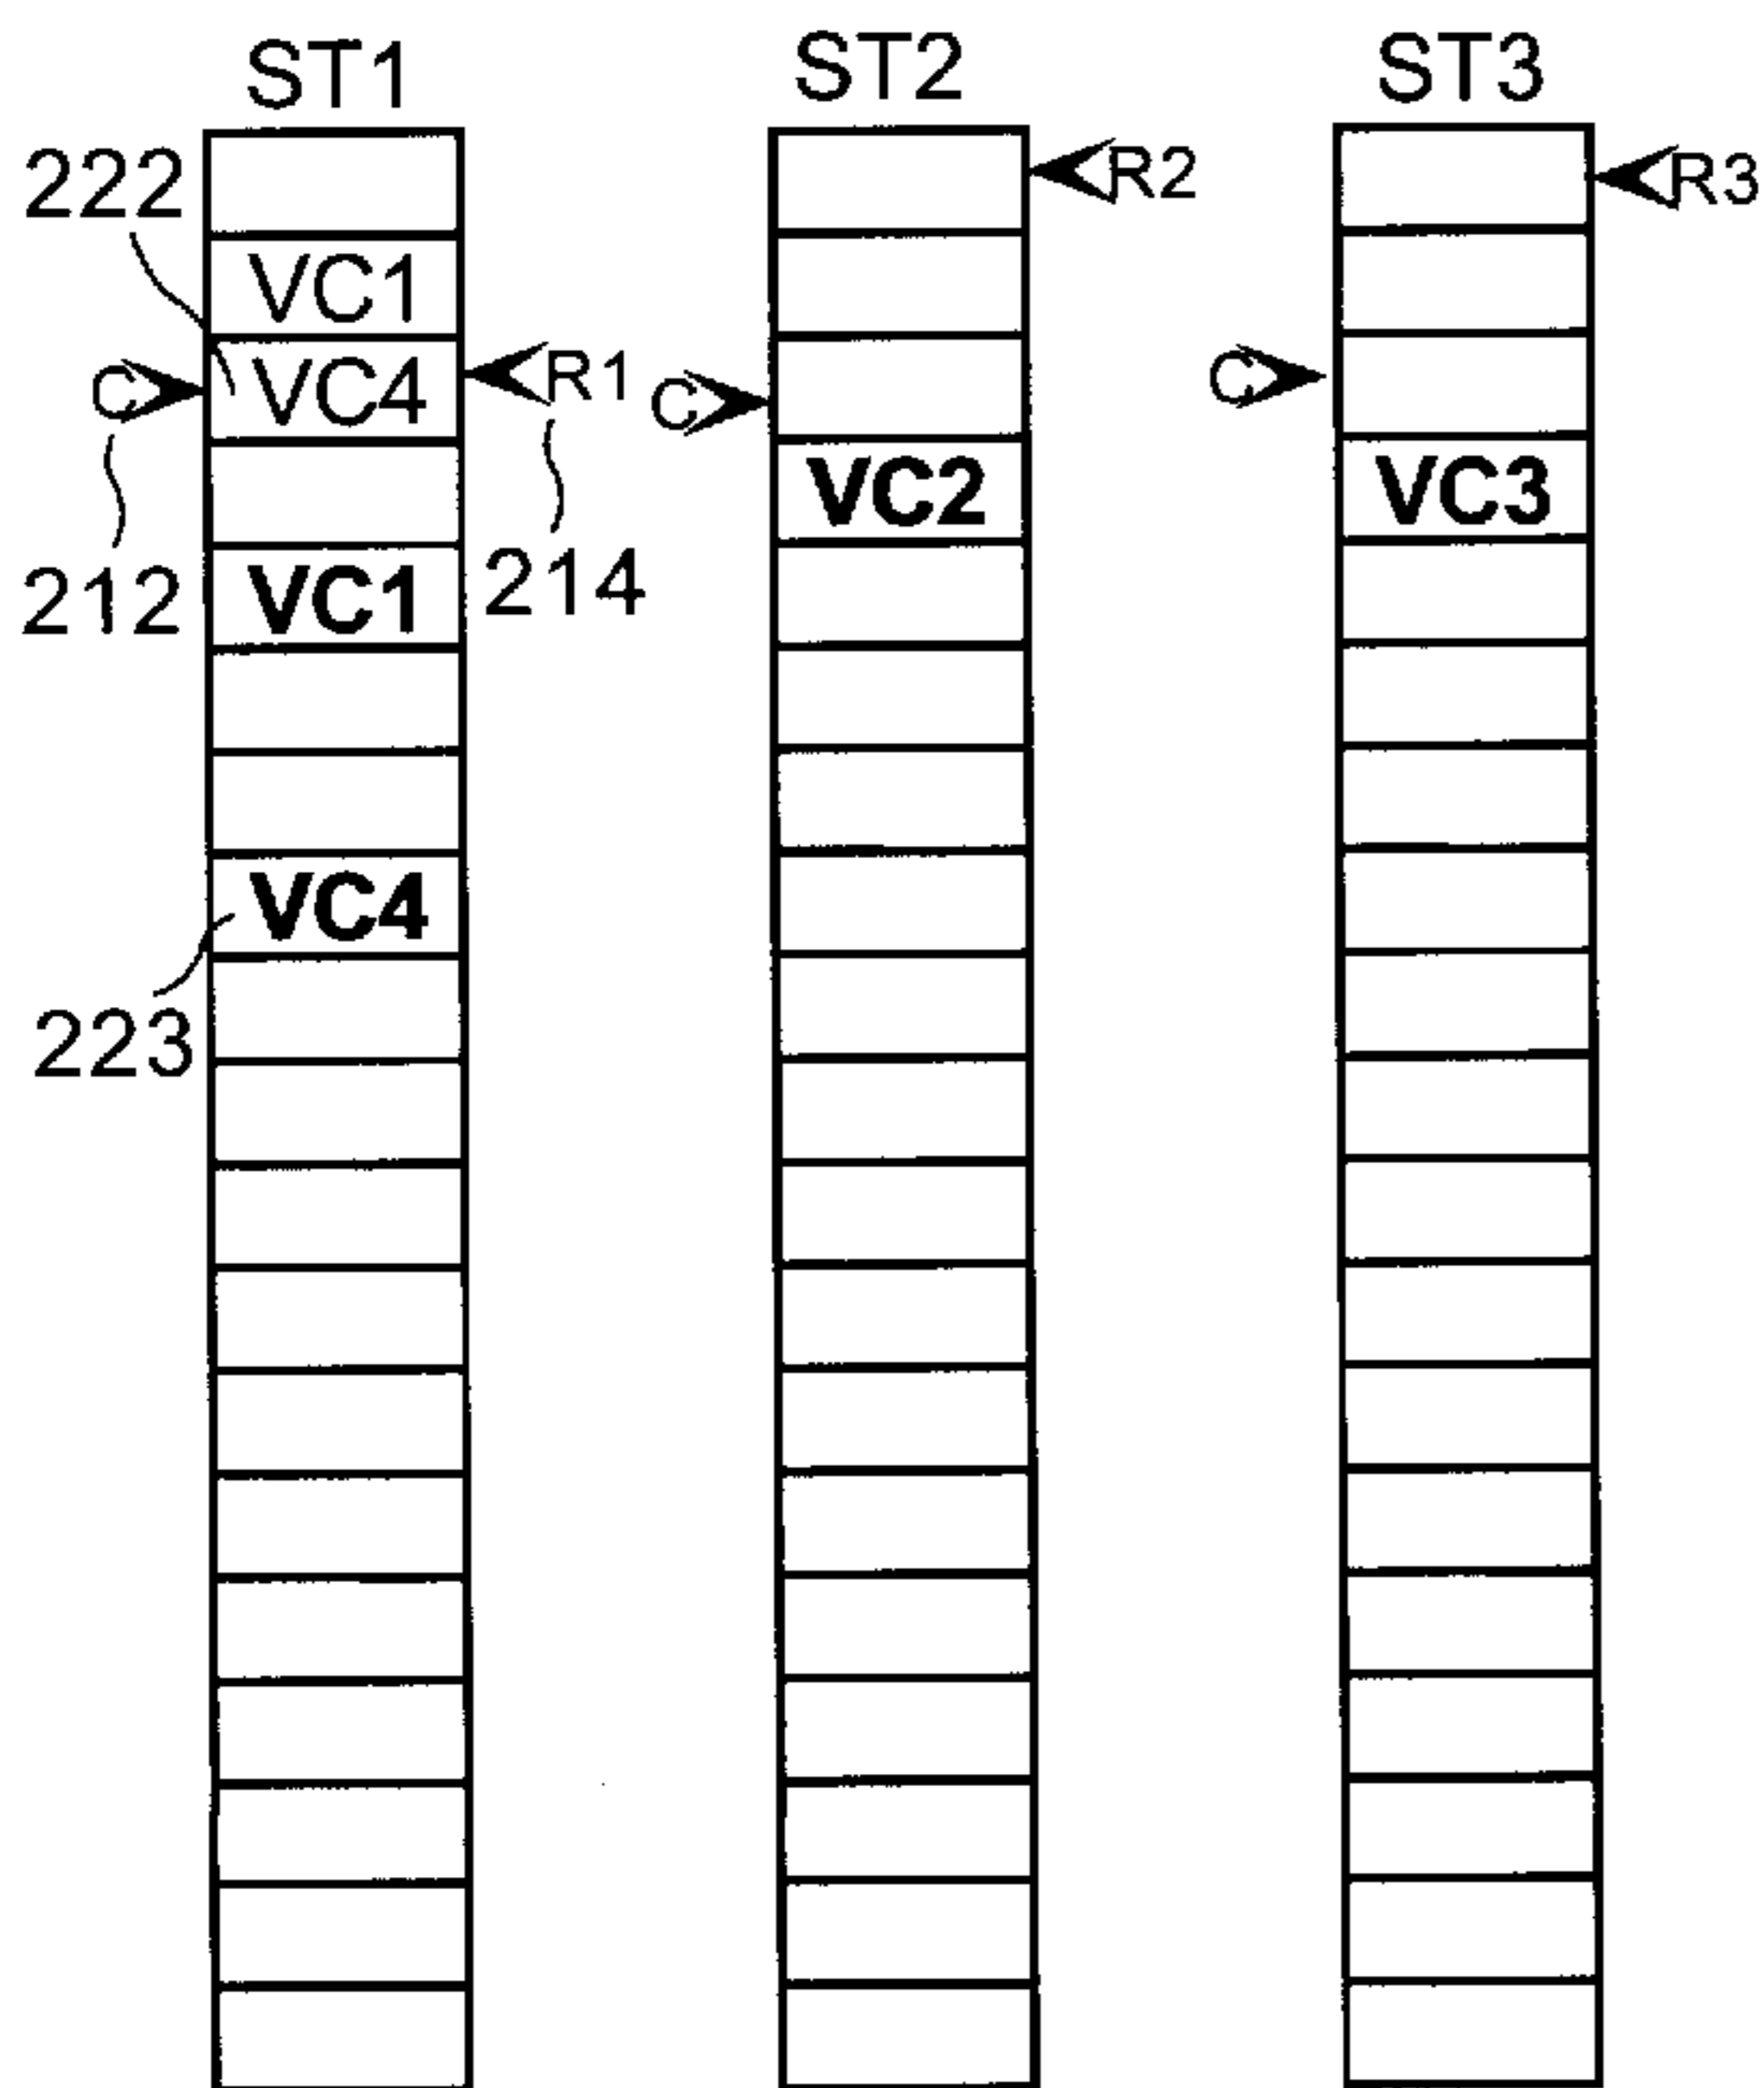 ST1 ST2 ST3
222 R2 R3
VC1
C VC4 R1 C C
VC2 VC3
212 VC1 214
VC4
223